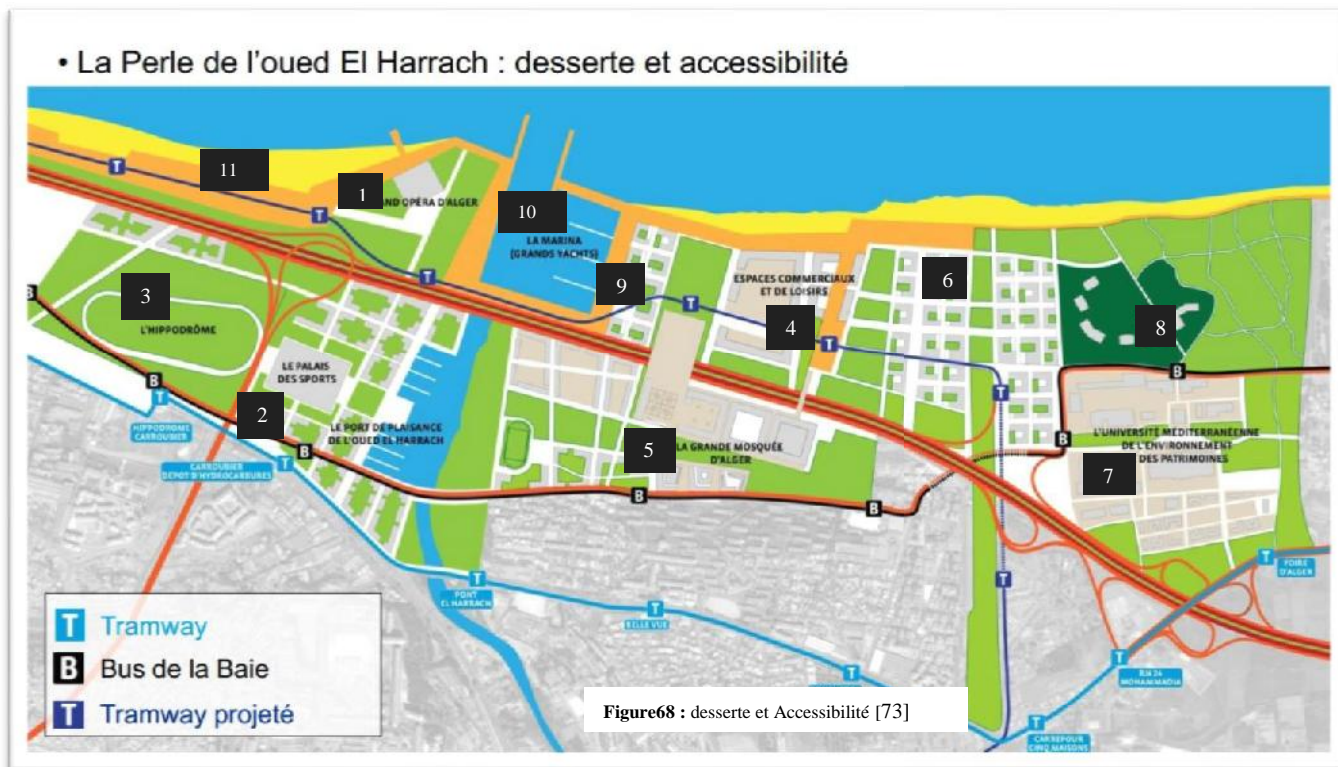 • La Perle de l'oued El Harrach : desserte et accessibilité
11
1
AND OPÉRA D'ALGER
10
LA MARINA
(GRANDS YACHTS)
3
L'HIPPODRÔME
9
ESPACES COMMERCIAUX
ET DE LOISIRS
4
6
8
LE PALAIS
DES SPORTS
2
LE PORT DE PLAISANCE
DE L'OUED EL HARRACH
5
LA GRANDE MOSQUÉE
D'ALGER
L'UNIVERSITÉ MÉDITERRANÉENNE
DE L'ENVIRONNEMENT
DES PATRIMOINES
7
T
T
T
T
T
T
T
B
B
B
B
B
B
B
T
HIPPODROME
CARROUBIER
T
CARROUBIER
DEPOT D'HYDROCARBURES
T
PONT
EL HARRACH
T
BELLE VUE
T
T
FOIRE
D'ALGER
T
RN 24
MOHAMMADIA
T
CARREFOUR
CINQ MAISONS
T Tramway
B Bus de la Baie
T Tramway projeté
Figure68 : desserte et Accessibilité [73]